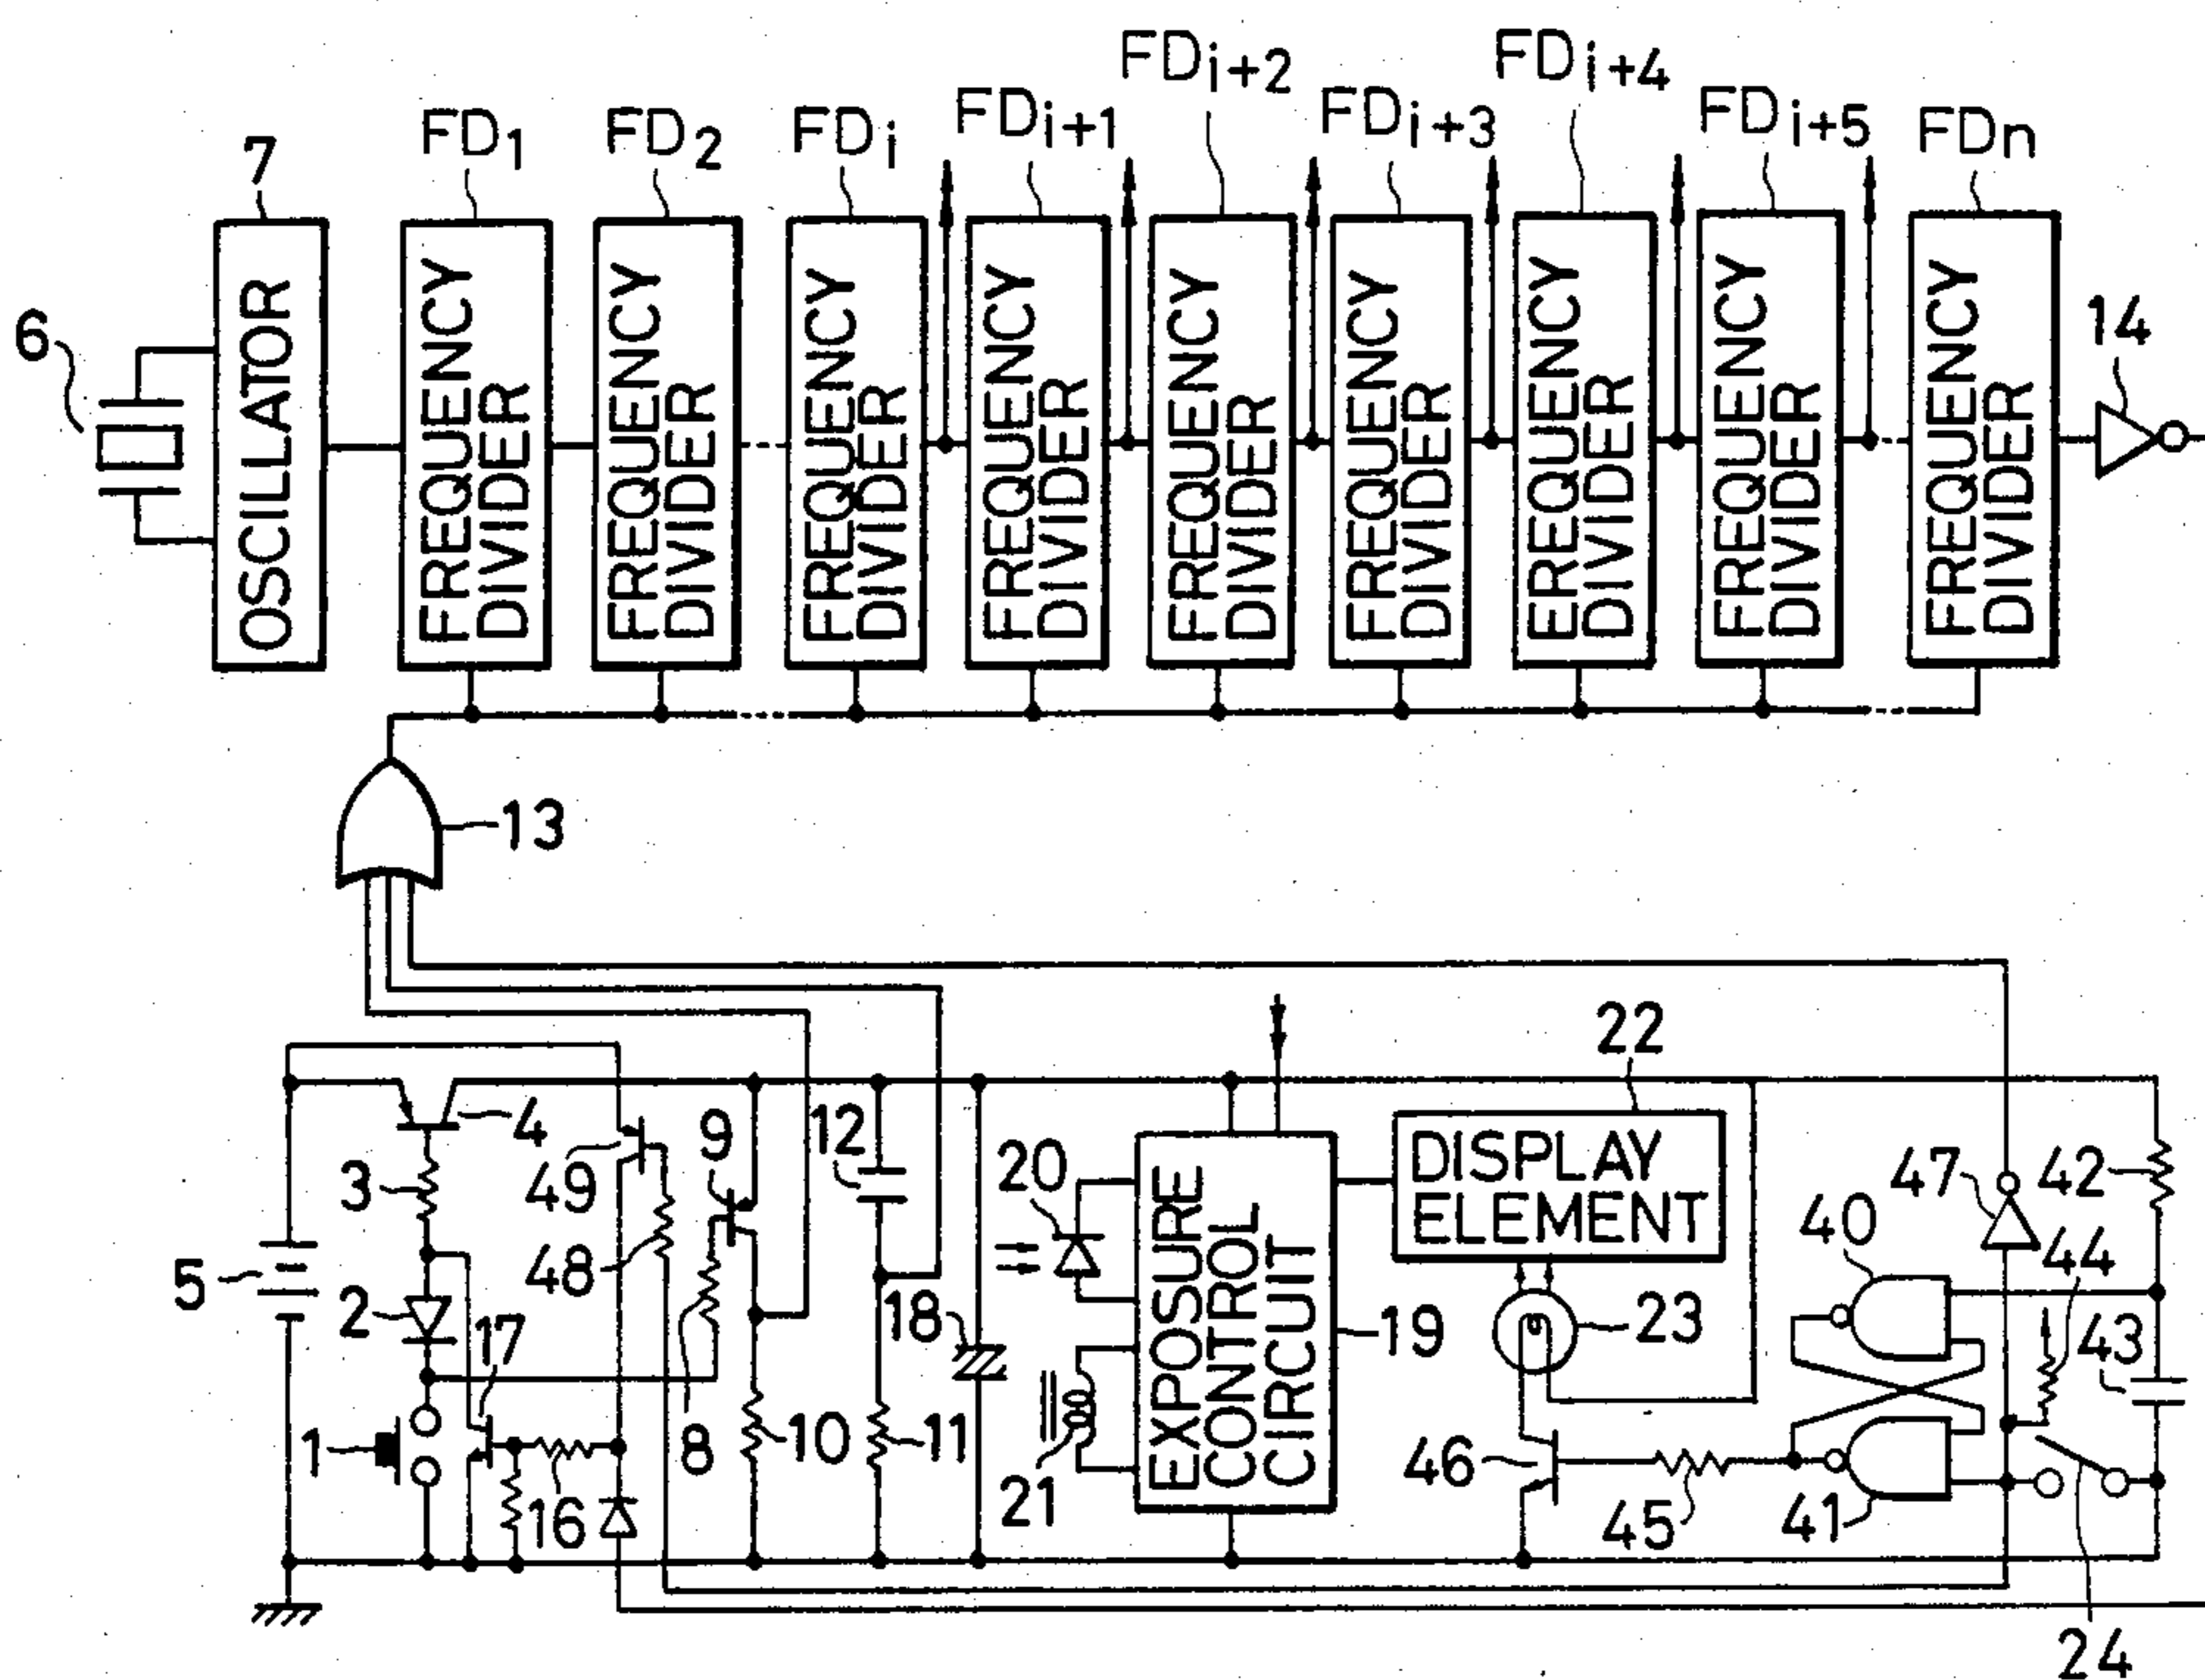 FDi+2
FDi+4
FD1
FD2
FDi
FDi+1
FDi+3
FDi+5
FDn
7
6
OSCILLATOR
FREQUENCY
DIVIDER
FREQUENCY
DIVIDER
FREQUENCY
DIVIDER
FREQUENCY
DIVIDER
FREQUENCY
DIVIDER
FREQUENCY
DIVIDER
ERFQUENCY
DIVIDER
FREQUENCY
DIVIDER
FREQUENCY
DIVIDER
14
13
22
4
9
12
20
DISPLAY
ELEMENT
47
42
3
49
40
44
5
48
2
17
18
EXPOSURE
CONTROL
CIRCUIT
19
23
43
1
8
10
11
21
46
16
45
41
24